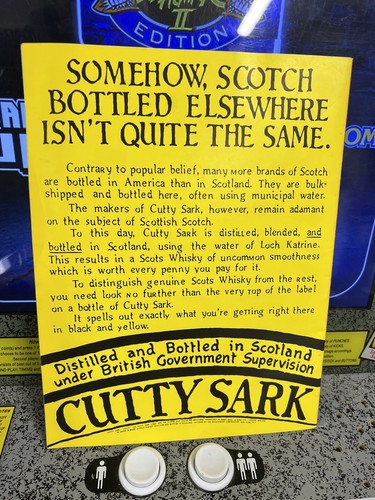 II
EDITION
SOMEHOW, SCOTCH
BOTTLED ELSEWHERE
ISN'T QUITE THE SAME.
Contrary to popular belief, many more brands of Scotch
are bottled in America than in Scotland. They are bulk-
shipped and bottled here, often using municipal water.
The makers of Cutty Sark, however, remain adamant
on the subject of Scottish Scotch.
To this day, Cutty Sark is distilled, blended, and
bottled in Scotland, using the water of Loch Katrine.
This results in a Scots Whisky of uncommon smoothness
which is worth every penny you pay for it.
To distinguish genuine Scots Whisky from the rest,
you need look no further than the very top of the label
on a bottle of Cutty Sark.
It spells out exactly what you're getting right there
in black and yellow.
Distilled and Bottled in Scotland
under British Government Supervision
CUTTY SARK